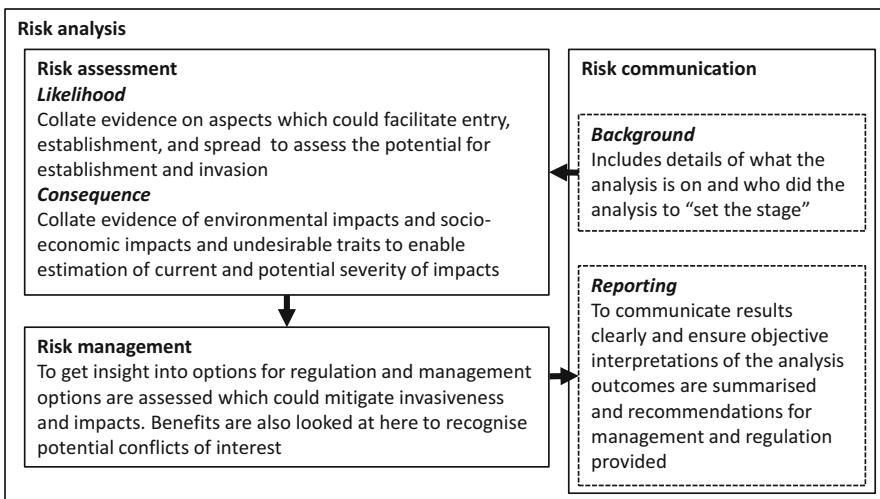 Risk analysis
Risk assessment
Likelihood
Collate evidence on aspects which could facilitate entry,
establishment, and spread to assess the potential for
establishment and invasion
Consequence
Collate evidence of environmental impacts and socio-
economic impacts and undesirable traits to enable
estimation of current and potential severity of impacts
Risk management
To get insight into options for regulation and management
options are assessed which could mitigate invasiveness
and impacts. Benefits are also looked at here to recognise
potential conflicts of interest
Risk communication
Background
Includes details of what the
analysis is on and who did the
analysis to “set the stage”
Reporting
To communicate results
clearly and ensure objective
interpretations of the analysis
outcomes are summarised
and recommendations for
management and regulation
provided